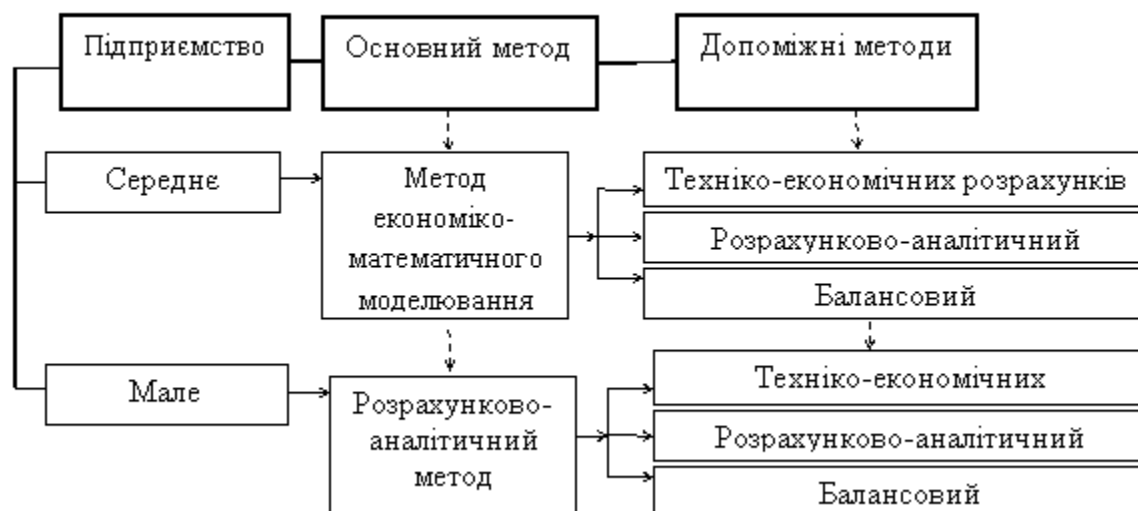 Підприємство
Основний метод
Допоміжні методи
Середнє
Метод
економіко-
математичного
моделювання
Техніко-економічних розрахунків
Розрахунково-аналітичний
Балансовий
Мале
Розрахунково-
аналітичний
метод
Техніко-економічних
Розрахунково-аналітичний
Балансовий